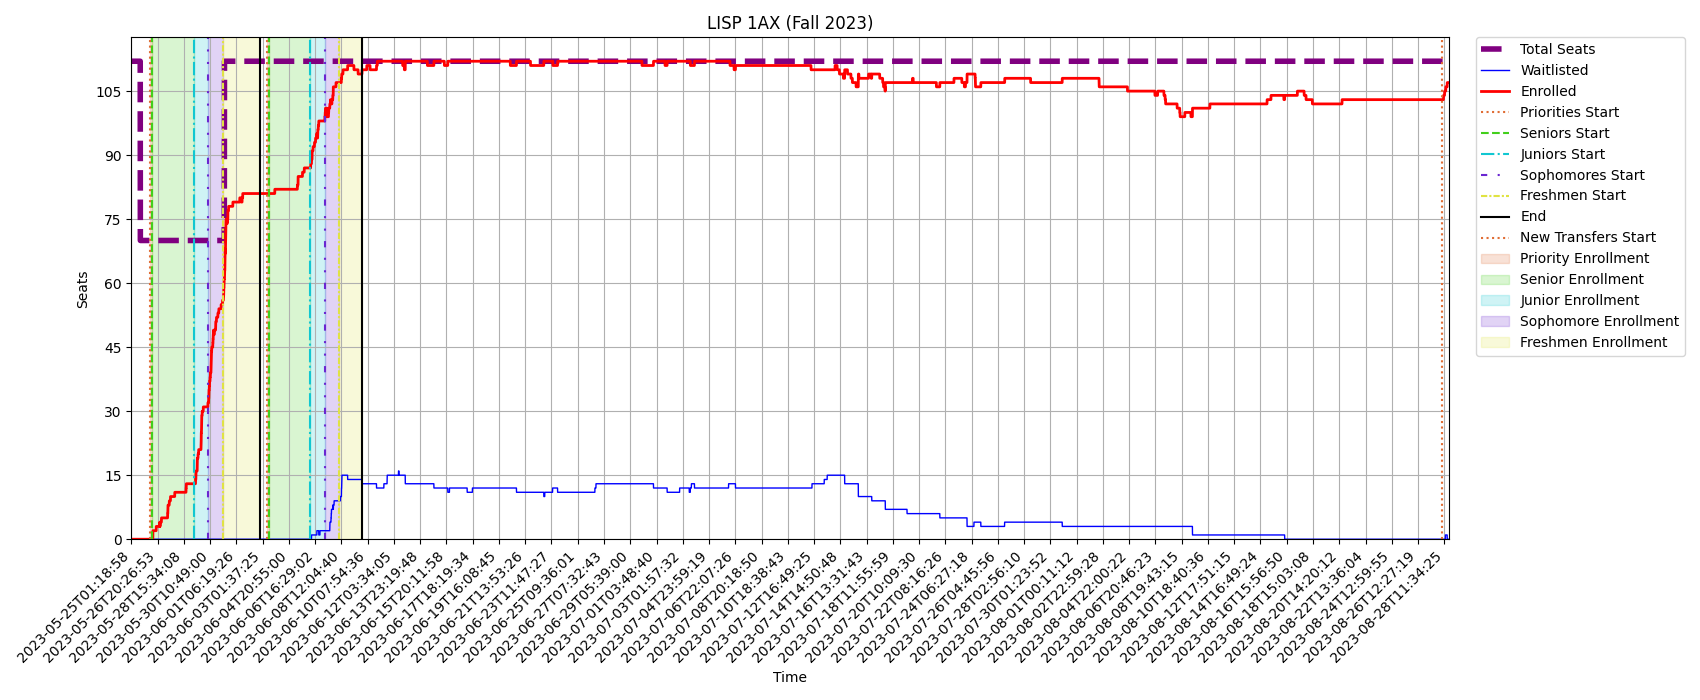 LISP 1AX (Fall 2023)
Seats
105
90
75
60
45
30
15
0
2023-05-25T01:18:58
2023-05-26T20:26:53
2023-05-28T15:34:08
2023-05-30T10:49:00
2023-06-01T06:19:26
2023-06-03T01:37:25
2023-06-04T20:55:00
2023-06-06T16:29:02
2023-06-08T12:04:40
2023-06-10T07:54:36
2023-06-12T03:34:05
2023-06-13T23:19:48
2023-06-15T20:11:58
2023-06-17T18:19:34
2023-06-19T16:08:45
2023-06-21T13:53:26
2023-06-23T11:47:27
2023-06-25T09:36:01
2023-06-27T07:32:43
2023-06-29T05:39:00
2023-07-01T03:48:40
2023-07-03T01:57:32
2023-07-04T23:59:19
2023-07-06T22:07:26
2023-07-08T20:18:50
2023-07-10T18:38:43
2023-07-12T16:49:25
2023-07-14T14:50:48
2023-07-16T13:31:43
2023-07-18T11:55:59
2023-07-20T10:09:30
2023-07-22T08:16:26
2023-07-24T06:27:18
2023-07-26T04:45:56
2023-07-28T02:56:10
2023-07-30T01:23:52
2023-08-01T00:11:12
2023-08-02T22:59:28
2023-08-04T22:00:22
2023-08-06T20:46:23
2023-08-08T19:43:15
2023-08-10T18:40:36
2023-08-12T17:51:15
2023-08-14T16:49:24
2023-08-16T15:56:50
2023-08-18T15:03:08
2023-08-20T14:20:12
2023-08-22T13:36:04
2023-08-24T12:59:55
2023-08-26T12:27:19
2023-08-28T11:34:25
Time
Total Seats
Waitlisted
Enrolled
Priorities Start
Seniors Start
Juniors Start
Sophomores Start
Freshmen Start
End
New Transfers Start
Priority Enrollment
Senior Enrollment
Junior Enrollment
Sophomore Enrollment
Freshmen Enrollment